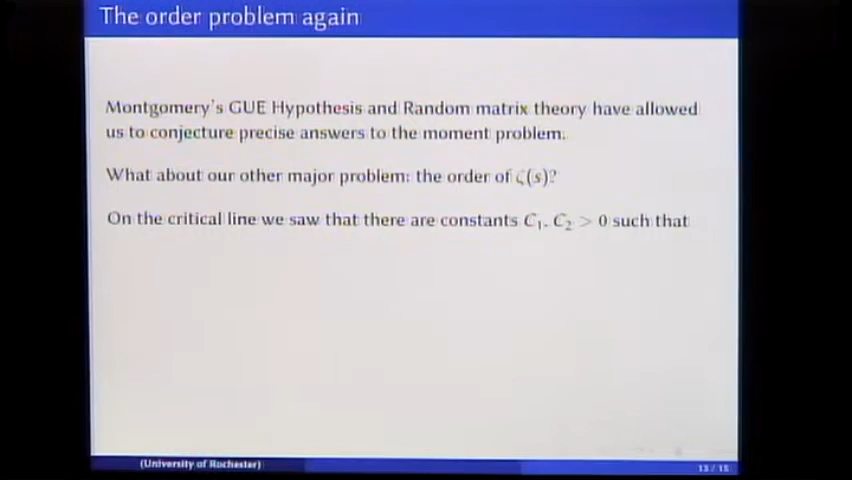 The order problem again
Montgomery's GUE Hypothesis and Random matrix theory have allowed
us to conjecture precise answers to the moment problem.
What about our other major problem: the order of ζ(s)?
On the critical line we saw that there are constants C₁, C₂ > 0 such that
(University of Rochester)
13 / 15